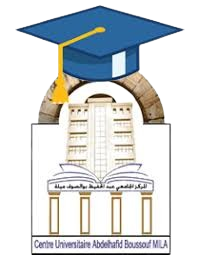 المركز الجامعي عبد الحفيظ بوالصوف ميلة
Centre Universitaire Abdelhafid Boussouf MILA